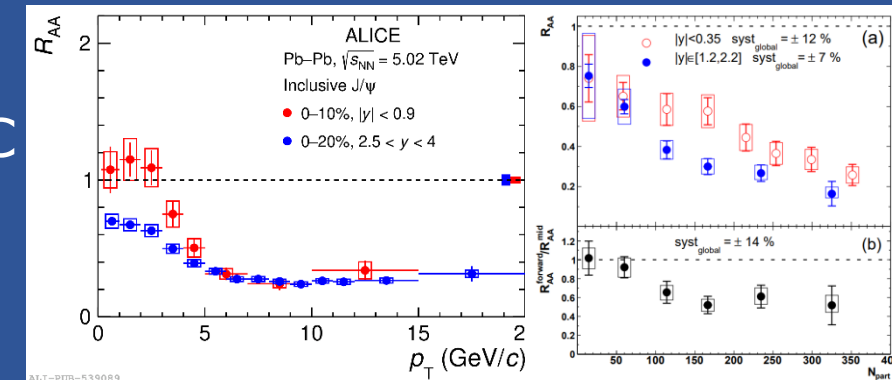 C
R_AA
2
1
0
ALICE
Pb–Pb, √s_NN = 5.02 TeV
Inclusive J/ψ
0–10%, |y| < 0.9
0–20%, 2.5 < y < 4
0 5 10 15 2
p_T (GeV/c)
ALI-PUB-539089
R_AA
1
0.8
0.6
0.4
0.2
|y|<0.35 syst_global = ± 12 %
|y|∈[1.2,2.2] syst_global = ± 7 %
(a)
R_AA^forward/R_AA^mid
1.2
1
0.8
0.6
0.4
0.2
0
syst_global = ± 14 %
(b)
0 50 100 150 200 250 300 350 40
N_part